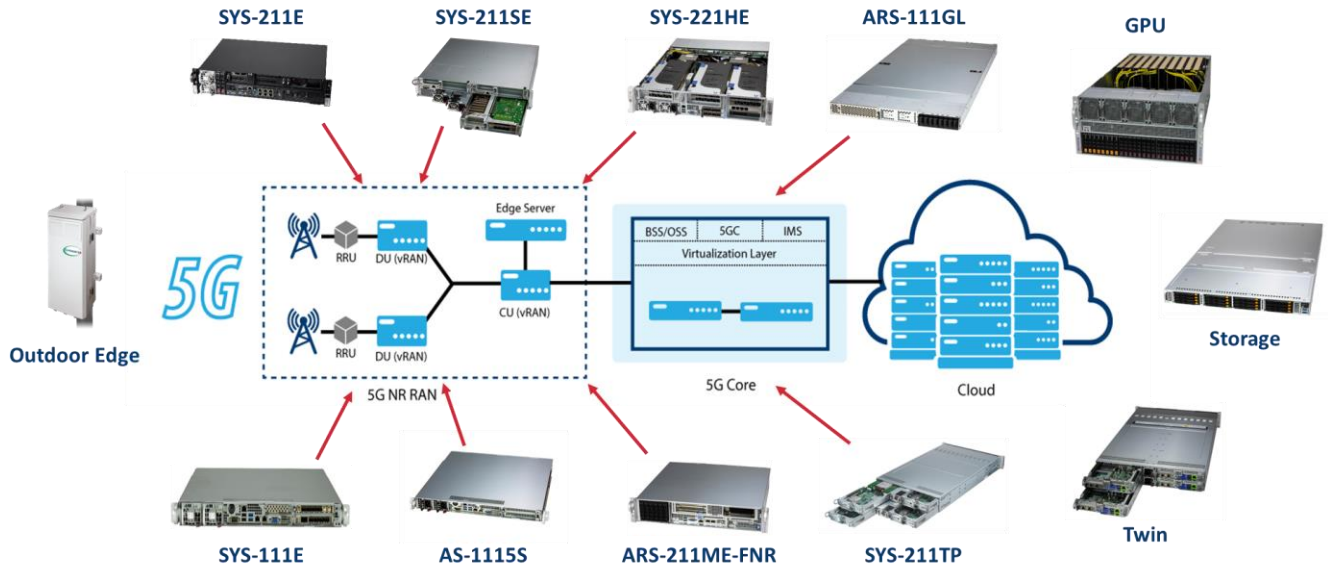 SYS-211E
SYS-211SE
SYS-221HE
ARS-111GL
GPU
Outdoor Edge
5G
RRU
DU (vRAN)
Edge Server
CU (vRAN)
RRU
DU (vRAN)
5G NR RAN
BSS/OSS
5GC
IMS
Virtualization Layer
5G Core
Cloud
Storage
SYS-111E
AS-1115S
ARS-211ME-FNR
SYS-211TP
Twin